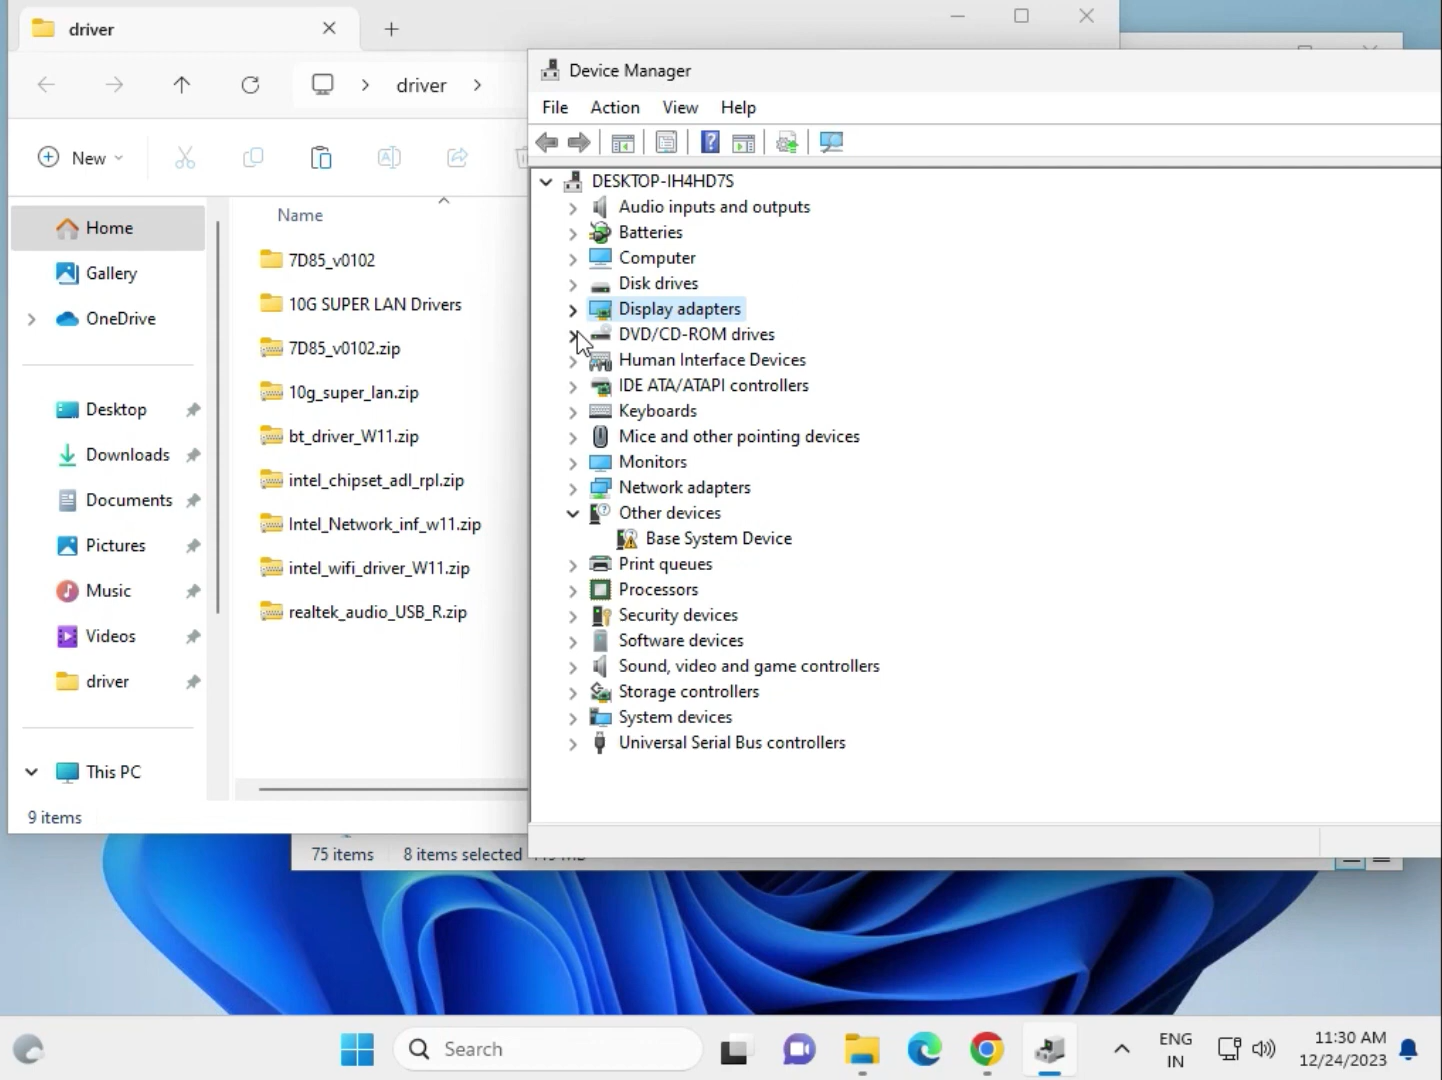 driver
driver
New
Name
Home
Gallery
OneDrive
Desktop
Downloads
Documents
Pictures
Music
Videos
driver
This PC
7D85_v0102
10G SUPER LAN Drivers
7D85_v0102.zip
10g_super_lan.zip
bt_driver_W11.zip
intel_chipset_adl_rpl.zip
Intel_Network_inf_w11.zip
intel_wifi_driver_W11.zip
realtek_audio_USB_R.zip
9 items
Device Manager
File Action View Help
DESKTOP-IH4HD7S
Audio inputs and outputs
Batteries
Computer
Disk drives
Display adapters
DVD/CD-ROM drives
Human Interface Devices
IDE ATA/ATAPI controllers
Keyboards
Mice and other pointing devices
Monitors
Network adapters
Other devices
Base System Device
Print queues
Processors
Security devices
Software devices
Sound, video and game controllers
Storage controllers
System devices
Universal Serial Bus controllers
75 items 8 items selected
Search
ENG
IN
11:30 AM
12/24/2023